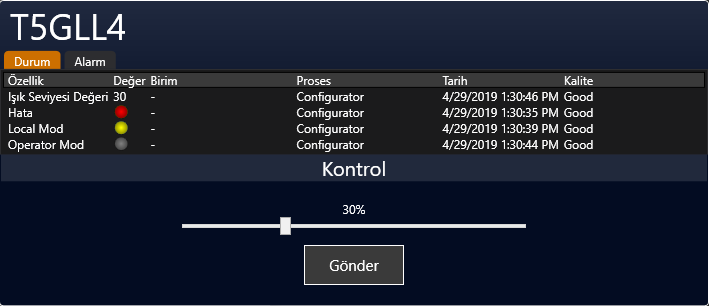 T5GLL4
Durum Alarm
Özellik Değer Birim Proses Tarih Kalite
Işık Seviyesi Değeri 30 - Configurator 4/29/2019 1:30:46 PM Good
Hata - Configurator 4/29/2019 1:30:35 PM Good
Local Mod - Configurator 4/29/2019 1:30:39 PM Good
Operator Mod - Configurator 4/29/2019 1:30:44 PM Good
Kontrol
30%
Gönder